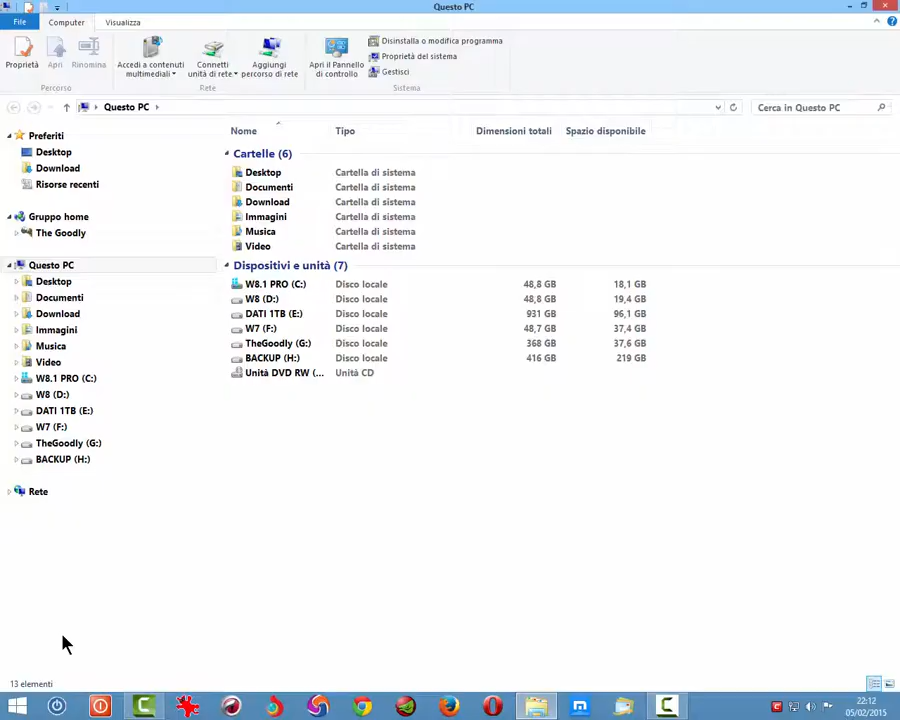 Questo PC
File Computer Visualizza
Proprietà Apri Rinomina
Percorso
Accedi a contenuti multimediali
Connetti unità di rete
Aggiungi percorso di rete
Rete
Apri il Pannello di controllo
Disinstalla o modifica programma
Proprietà del sistema
Gestisci
Sistema
Questo PC
Cerca in Questo PC
Preferiti
Desktop
Download
Risorse recenti
Gruppo home
The Goodly
Questo PC
Desktop
Documenti
Download
Immagini
Musica
Video
W8.1 PRO (C:)
W8 (D:)
DATI 1TB (E:)
W7 (F:)
TheGoodly (G:)
BACKUP (H:)
Rete
Nome Tipo Dimensioni totali Spazio disponibile
Cartelle (6)
Desktop Cartella di sistema
Documenti Cartella di sistema
Download Cartella di sistema
Immagini Cartella di sistema
Musica Cartella di sistema
Video Cartella di sistema
Dispositivi e unità (7)
W8.1 PRO (C:) Disco locale 48,8 GB 18,1 GB
W8 (D:) Disco locale 48,8 GB 19,4 GB
DATI 1TB (E:) Disco locale 931 GB 96,1 GB
W7 (F:) Disco locale 48,7 GB 37,4 GB
TheGoodly (G:) Disco locale 368 GB 37,6 GB
BACKUP (H:) Disco locale 416 GB 219 GB
Unità DVD RW (... Unità CD
13 elementi
22:12
05/02/2015